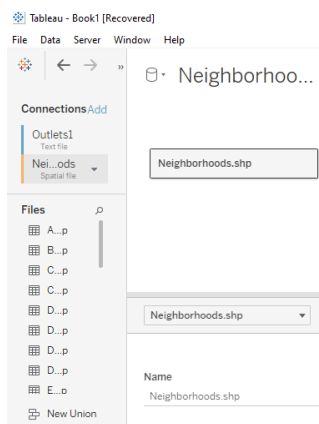 Tableau - Book1 [Recovered]
File Data Server Window Help
»
Neighborhoo...
Connections Add
Outlets1
Text file
Nei...ods
Spatial file
Neighborhoods.shp
Files
A...p
B...p
C...p
C...p
D...p
D...p
D...p
D...p
E...p
New Union
Neighborhoods.shp
Name
Neighborhoods.shp